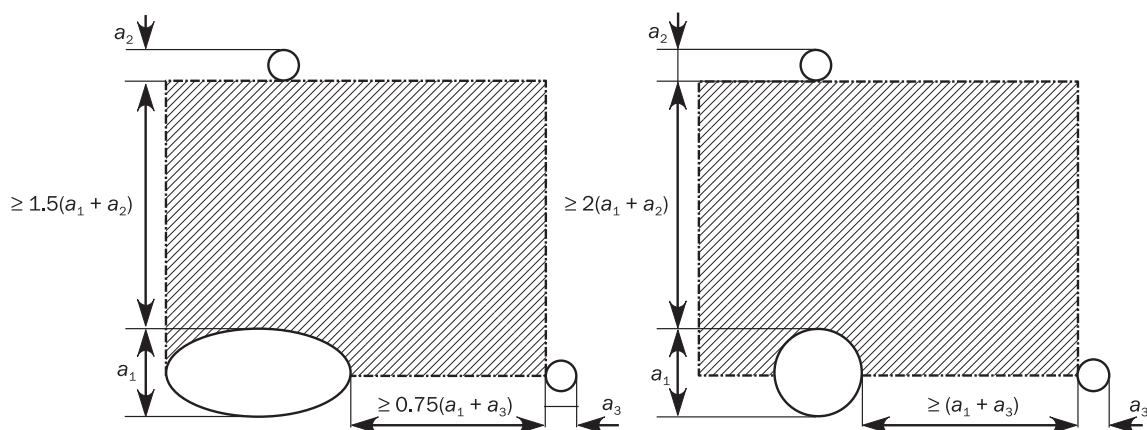 a₂
≥ 1.5(a₁ + a₂)
a₁
≥ 0.75(a₁ + a₃)
a₃
a₂
≥ 2(a₁ + a₂)
a₁
≥ (a₁ + a₃)
a₃